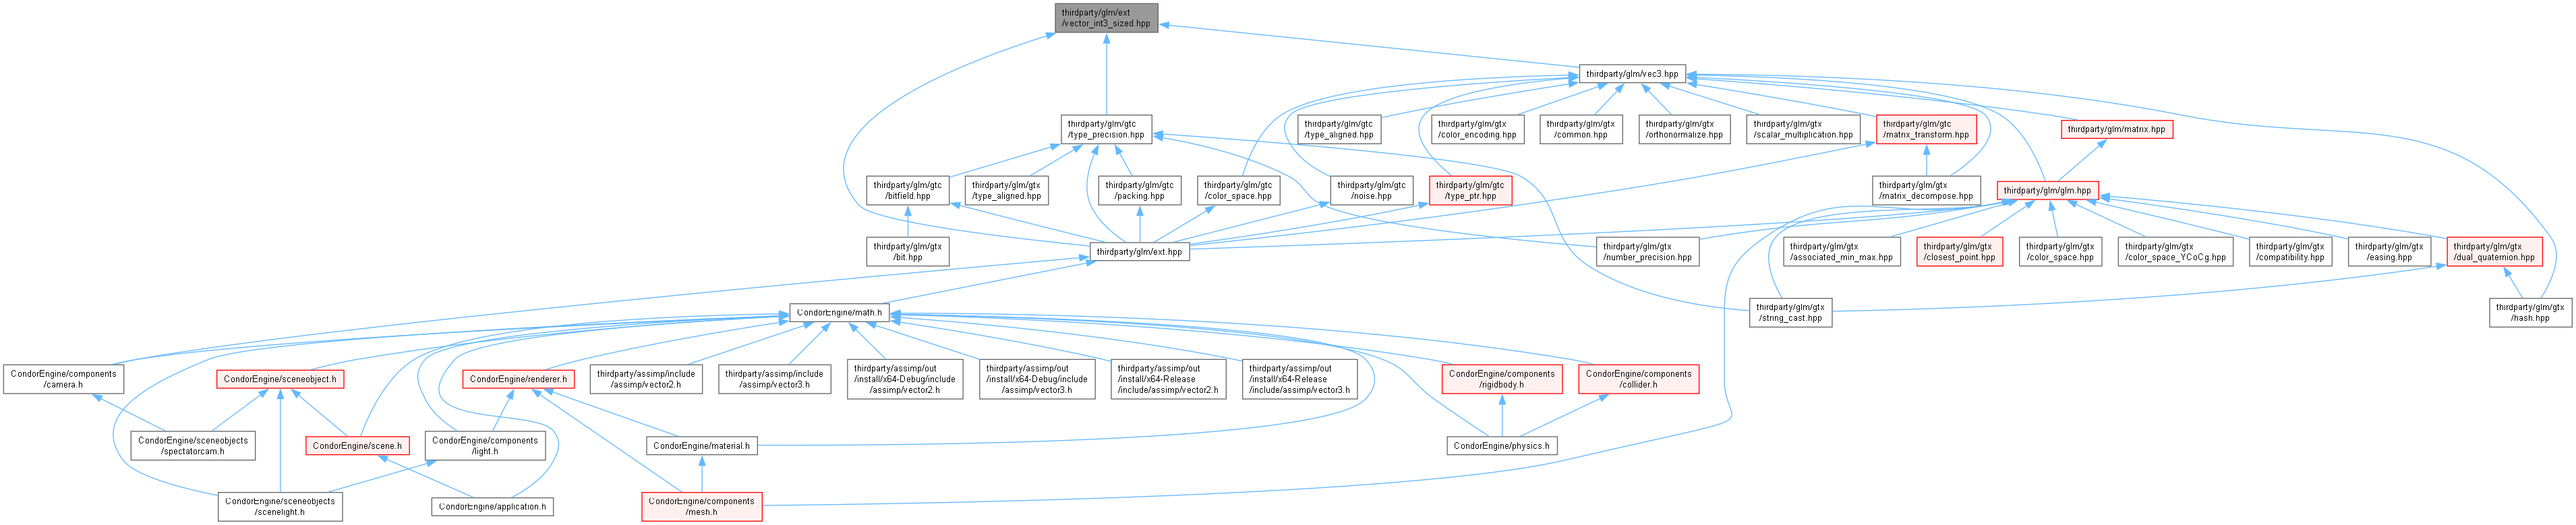 thirdparty/glm/ext
/vector_int3_sized.hpp
thirdparty/glm/vec3.hpp
thirdparty/glm/gtc
/type_precision.hpp
thirdparty/glm/gtc
/type_aligned.hpp
thirdparty/glm/gtx
/color_encoding.hpp
thirdparty/glm/gtx
/common.hpp
thirdparty/glm/gtx
/orthonormalize.hpp
thirdparty/glm/gtx
/scalar_multiplication.hpp
thirdparty/glm/gtc
/matrix_transform.hpp
thirdparty/glm/matrix.hpp
thirdparty/glm/gtc
/bitfield.hpp
thirdparty/glm/gtx
/type_aligned.hpp
thirdparty/glm/gtc
/packing.hpp
thirdparty/glm/gtc
/color_space.hpp
thirdparty/glm/gtc
/noise.hpp
thirdparty/glm/gtc
/type_ptr.hpp
thirdparty/glm/gtx
/matrix_decompose.hpp
thirdparty/glm/glm.hpp
thirdparty/glm/gtx
/bit.hpp
thirdparty/glm/ext.hpp
thirdparty/glm/gtx
/number_precision.hpp
thirdparty/glm/gtx
/associated_min_max.hpp
thirdparty/glm/gtx
/closest_point.hpp
thirdparty/glm/gtx
/color_space.hpp
thirdparty/glm/gtx
/color_space_YCoCg.hpp
thirdparty/glm/gtx
/compatibility.hpp
thirdparty/glm/gtx
/easing.hpp
thirdparty/glm/gtx
/dual_quaternion.hpp
CondorEngine/math.h
thirdparty/glm/gtx
/string_cast.hpp
thirdparty/glm/gtx
/hash.hpp
CondorEngine/components
/camera.h
CondorEngine/sceneobject.h
CondorEngine/renderer.h
thirdparty/assimp/include
/assimp/vector2.h
thirdparty/assimp/include
/assimp/vector3.h
thirdparty/assimp/out
/install/x64-Debug/include
/assimp/vector2.h
thirdparty/assimp/out
/install/x64-Debug/include
/assimp/vector3.h
thirdparty/assimp/out
/install/x64-Release
/include/assimp/vector2.h
thirdparty/assimp/out
/install/x64-Release
/include/assimp/vector3.h
CondorEngine/components
/rigidbody.h
CondorEngine/components
/collider.h
CondorEngine/sceneobjects
/spectatorcam.h
CondorEngine/scene.h
CondorEngine/components
/light.h
CondorEngine/material.h
CondorEngine/physics.h
CondorEngine/sceneobjects
/scenelight.h
CondorEngine/application.h
CondorEngine/components
/mesh.h